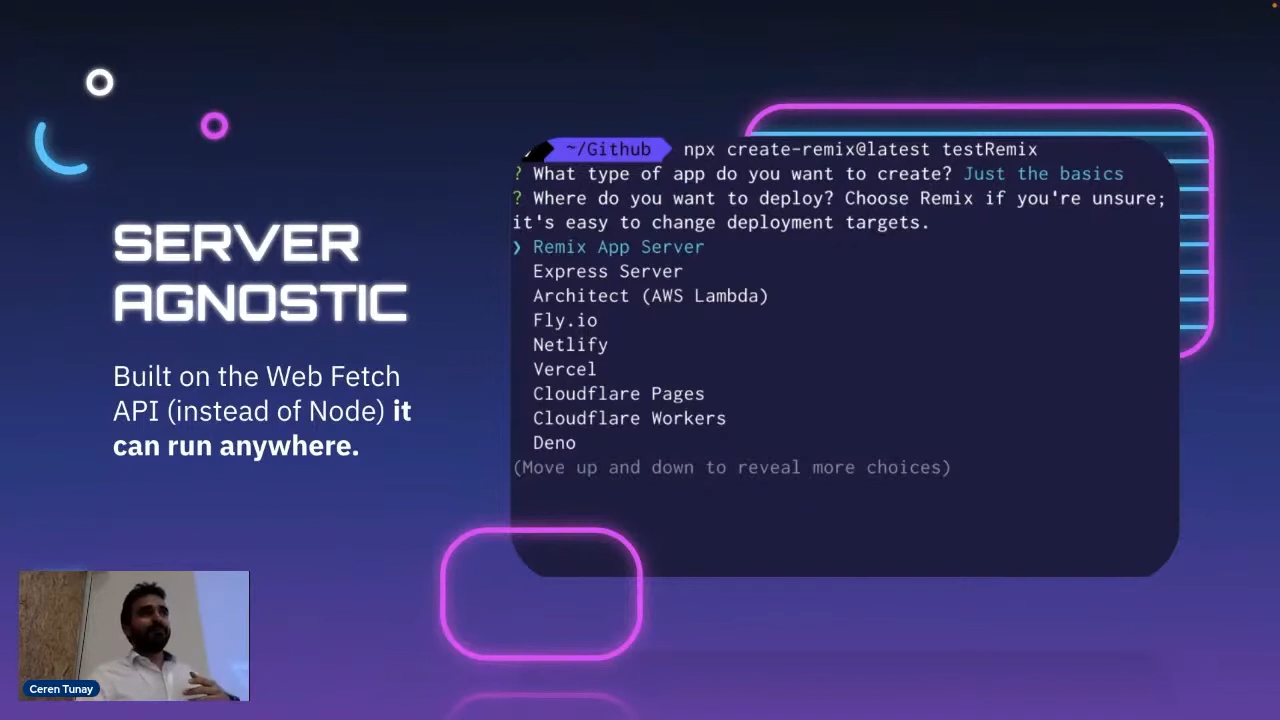 SERVER
AGNOSTIC
Built on the Web Fetch
API (instead of Node) it
can run anywhere.
~/Github npx create-remix@latest testRemix
? What type of app do you want to create? Just the basics
? Where do you want to deploy? Choose Remix if you're unsure;
it's easy to change deployment targets.
❯ Remix App Server
Express Server
Architect (AWS Lambda)
Fly.io
Netlify
Vercel
Cloudflare Pages
Cloudflare Workers
Deno
(Move up and down to reveal more choices)
Ceren Tunay